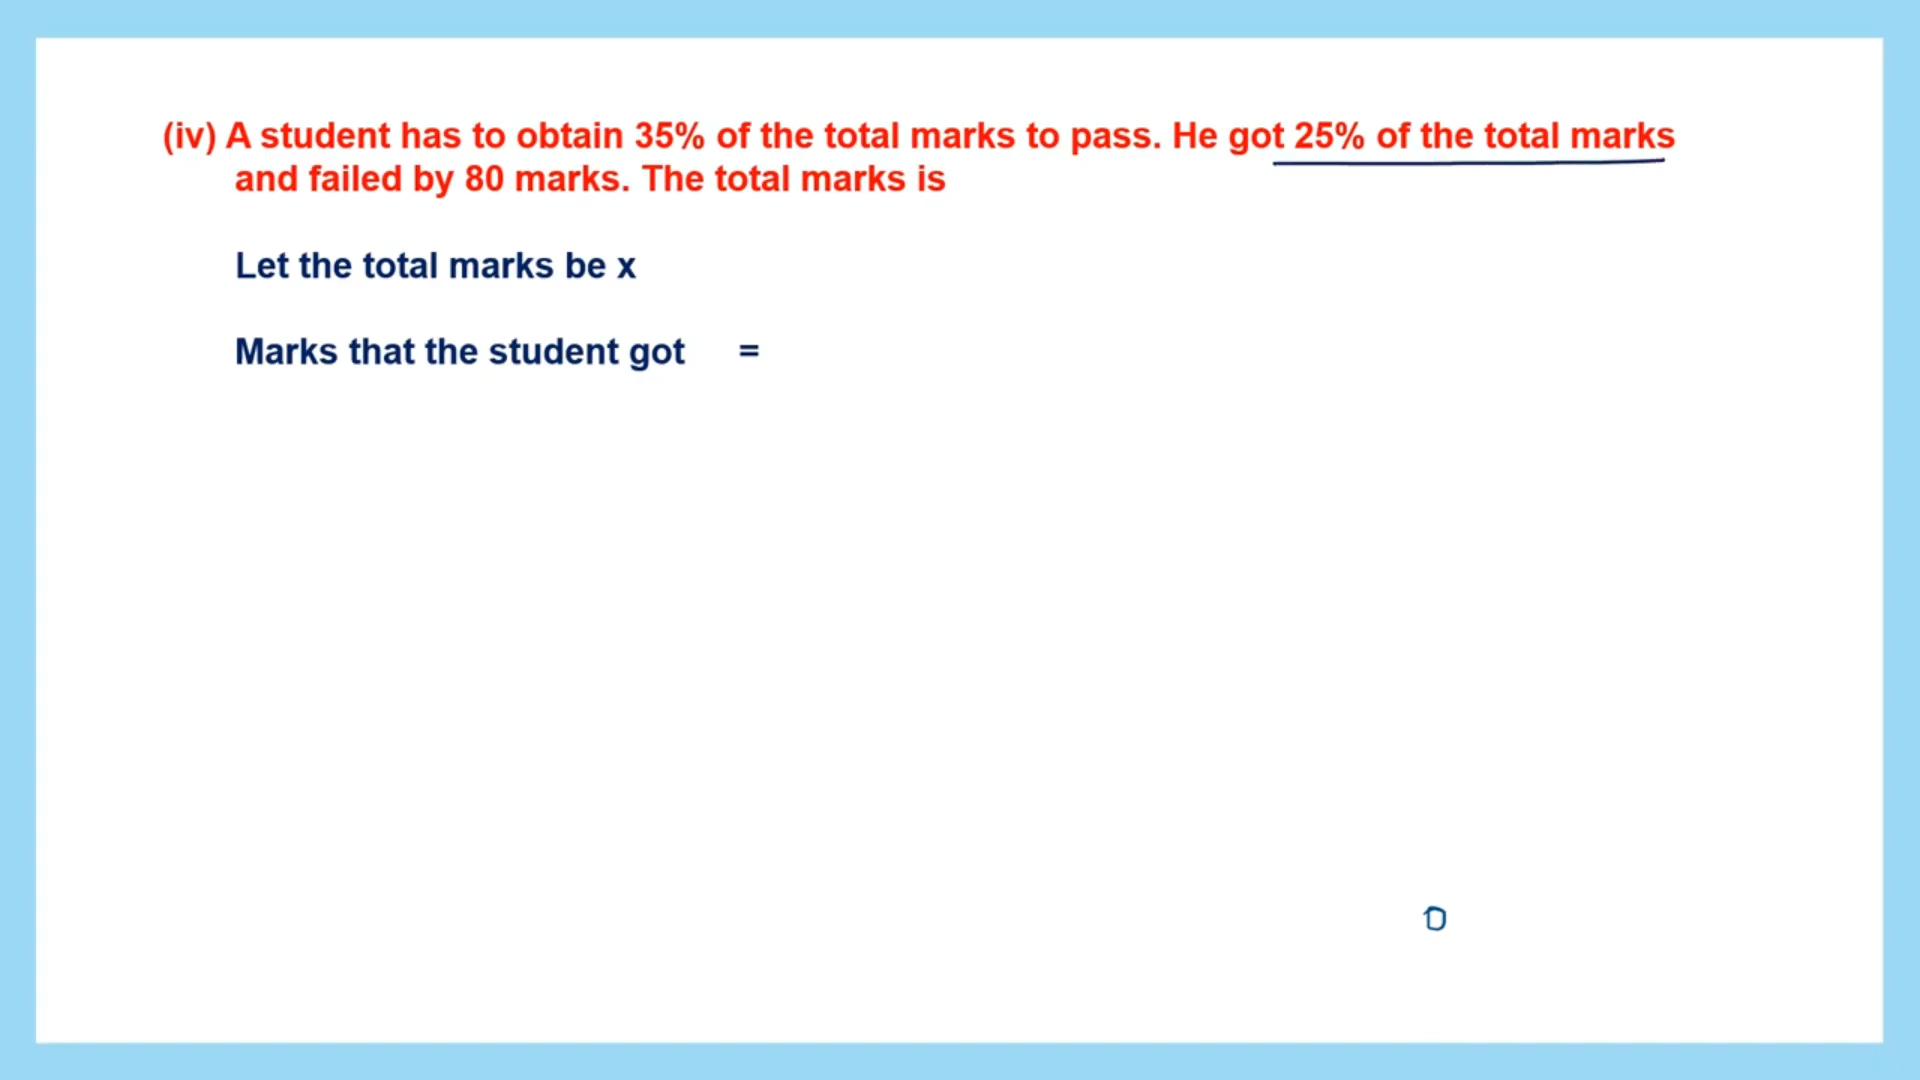 (iv) A student has to obtain 35% of the total marks to pass. He got 25% of the total marks
and failed by 80 marks. The total marks is
Let the total marks be x
Marks that the student got =